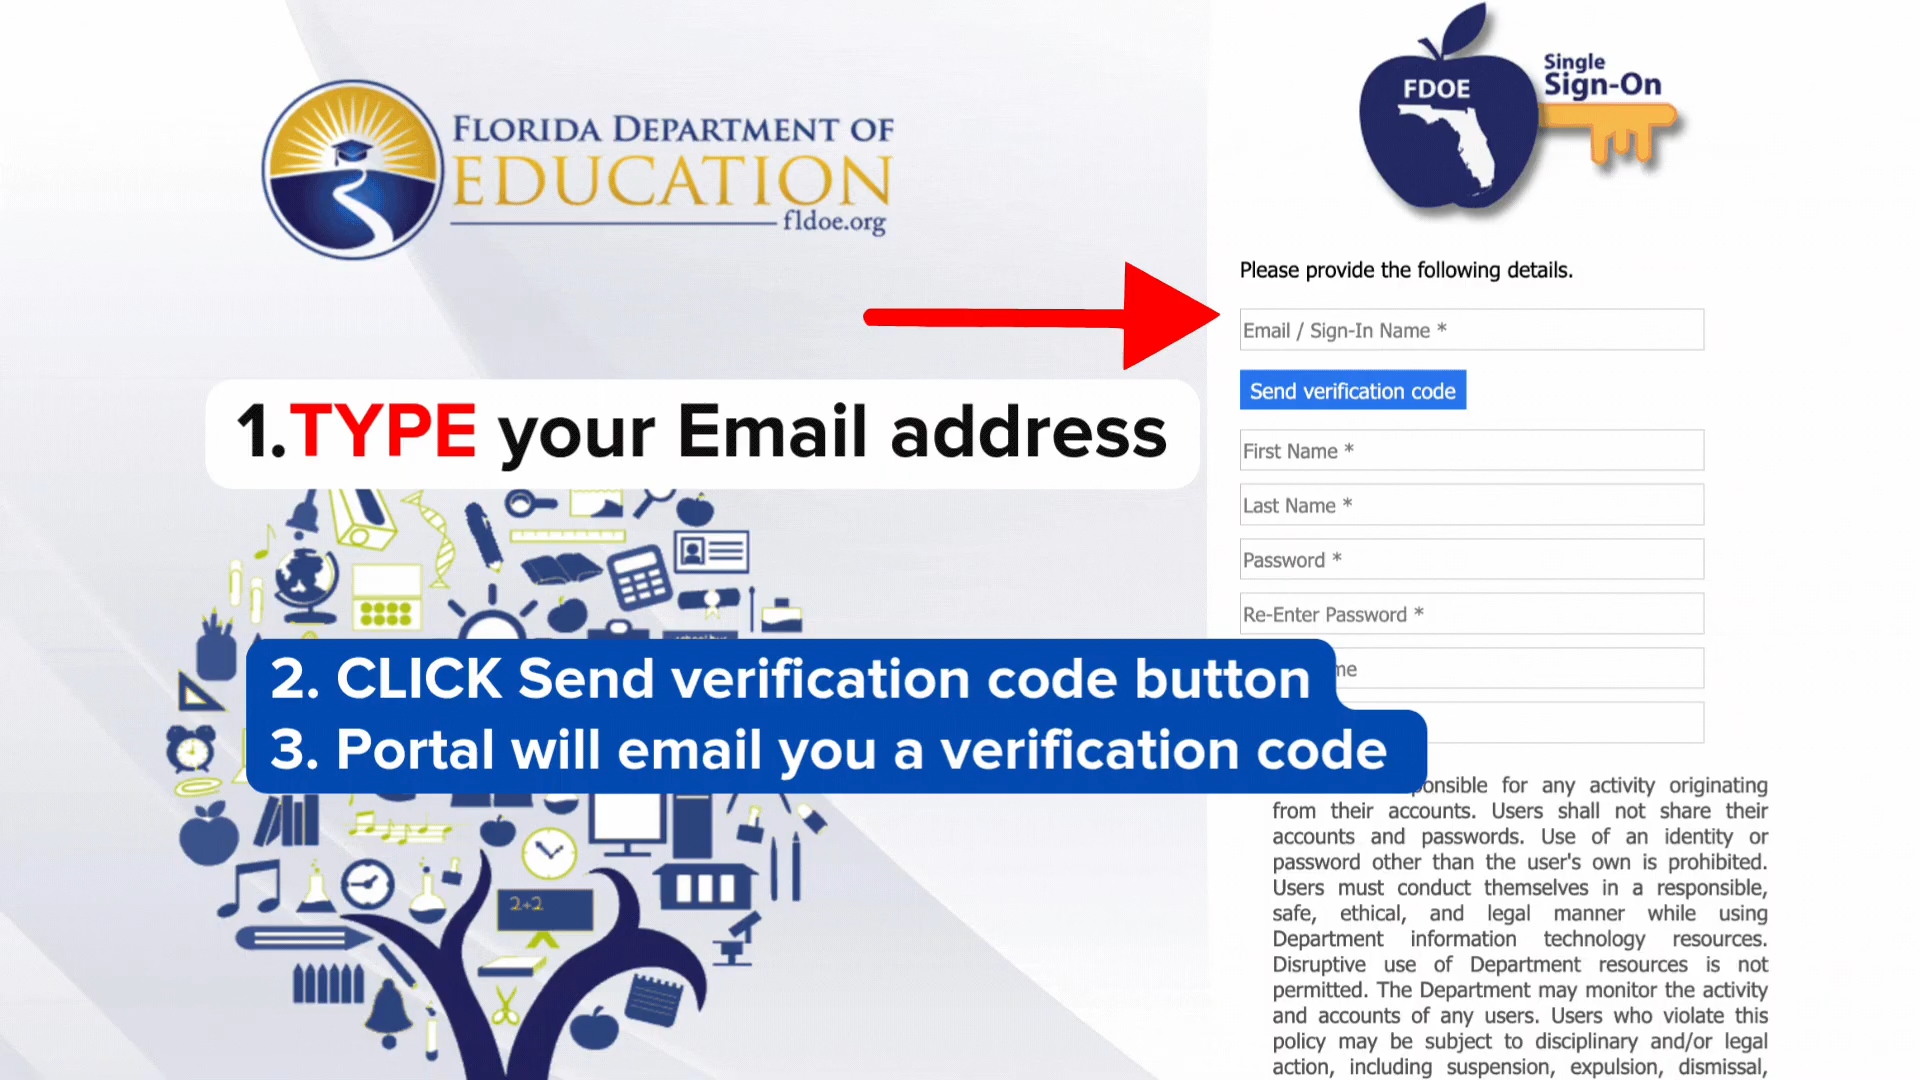 FLORIDA DEPARTMENT OF
EDUCATION
fldoe.org
FDOE
Single
Sign-On
Please provide the following details.
Email / Sign-In Name *
Send verification code
1.TYPE your Email address
First Name *
Last Name *
Password *
Re-Enter Password *
2. CLICK Send verification code button
3. Portal will email you a verification code
for any activity originating
from their accounts. Users shall not share their
accounts and passwords. Use of an identity or
password other than the user's own is prohibited.
Users must conduct themselves in a responsible,
safe, ethical, and legal manner while using
Department information technology resources.
Disruptive use of Department resources is not
permitted. The Department may monitor the activity
and accounts of any users. Users who violate this
policy may be subject to disciplinary and/or legal
action, including suspension, expulsion, dismissal,
2+2